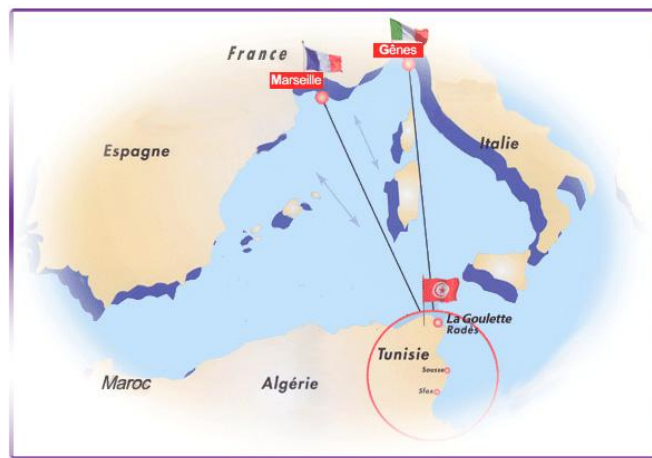 France
Gênes
Marseille
Espagne
Italie
La Goulette
Radès
Tunisie
Sousse
Sfax
Maroc
Algérie